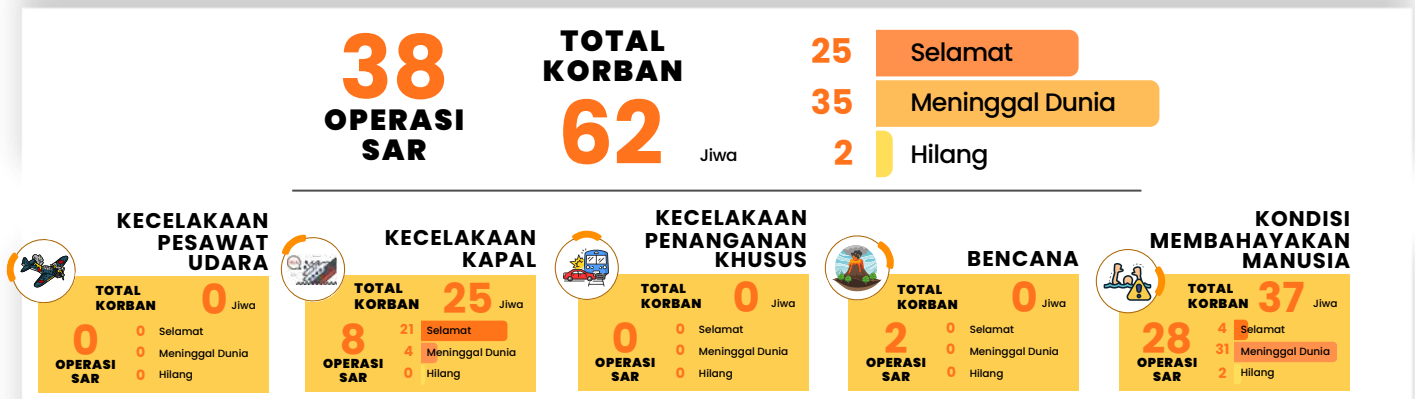 38
OPERASI
SAR
TOTAL
KORBAN
62 Jiwa
25 Selamat
35 Meninggal Dunia
2 Hilang
KECELAKAAN
PESAWAT
UDARA
TOTAL
KORBAN
0 Jiwa
0
OPERASI
SAR
0 Selamat
0 Meninggal Dunia
0 Hilang
KECELAKAAN
KAPAL
TOTAL
KORBAN
25 Jiwa
8
OPERASI
SAR
21 Selamat
4 Meninggal Dunia
0 Hilang
KECELAKAAN
PENANGANAN
KHUSUS
TOTAL
KORBAN
0 Jiwa
0
OPERASI
SAR
0 Selamat
0 Meninggal Dunia
0 Hilang
BENCANA
TOTAL
KORBAN
0 Jiwa
2
OPERASI
SAR
0 Selamat
0 Meninggal Dunia
0 Hilang
KONDISI
MEMBAHAYAKAN
MANUSIA
TOTAL
KORBAN
37 Jiwa
28
OPERASI
SAR
4 Selamat
31 Meninggal Dunia
2 Hilang